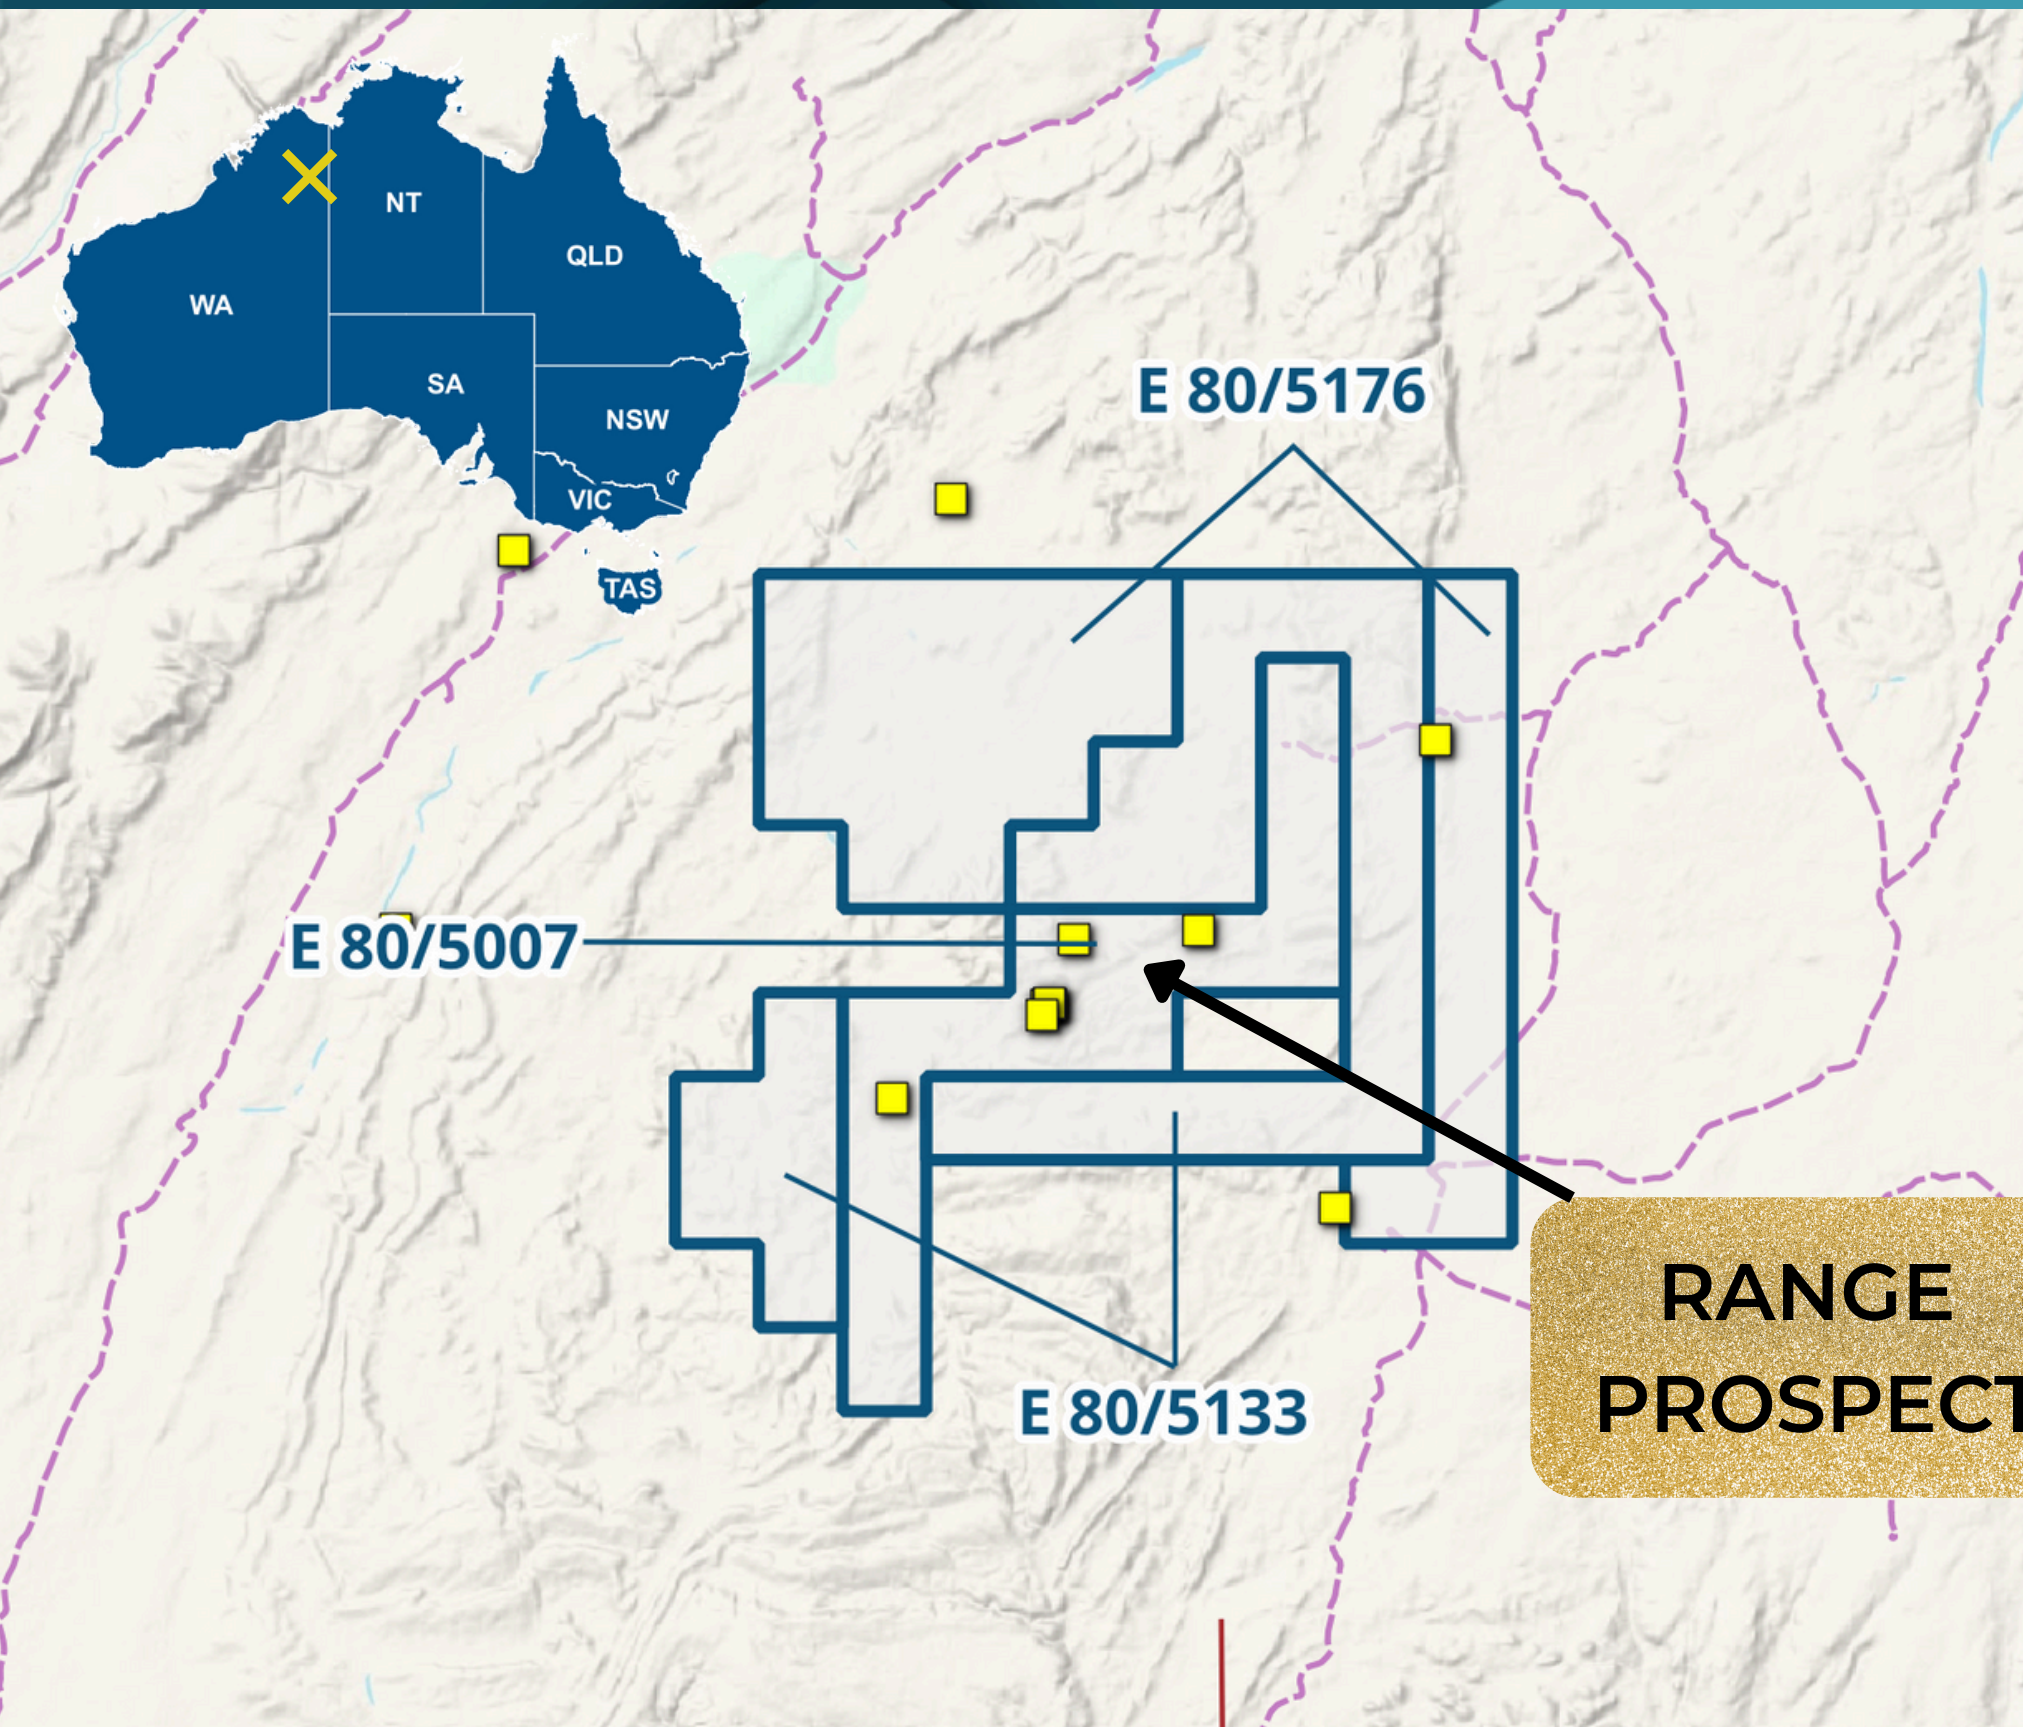 NT
QLD
WA
SA
NSW
VIC
TAS
E 80/5176
E 80/5007
E 80/5133
RANGE
PROSPECT